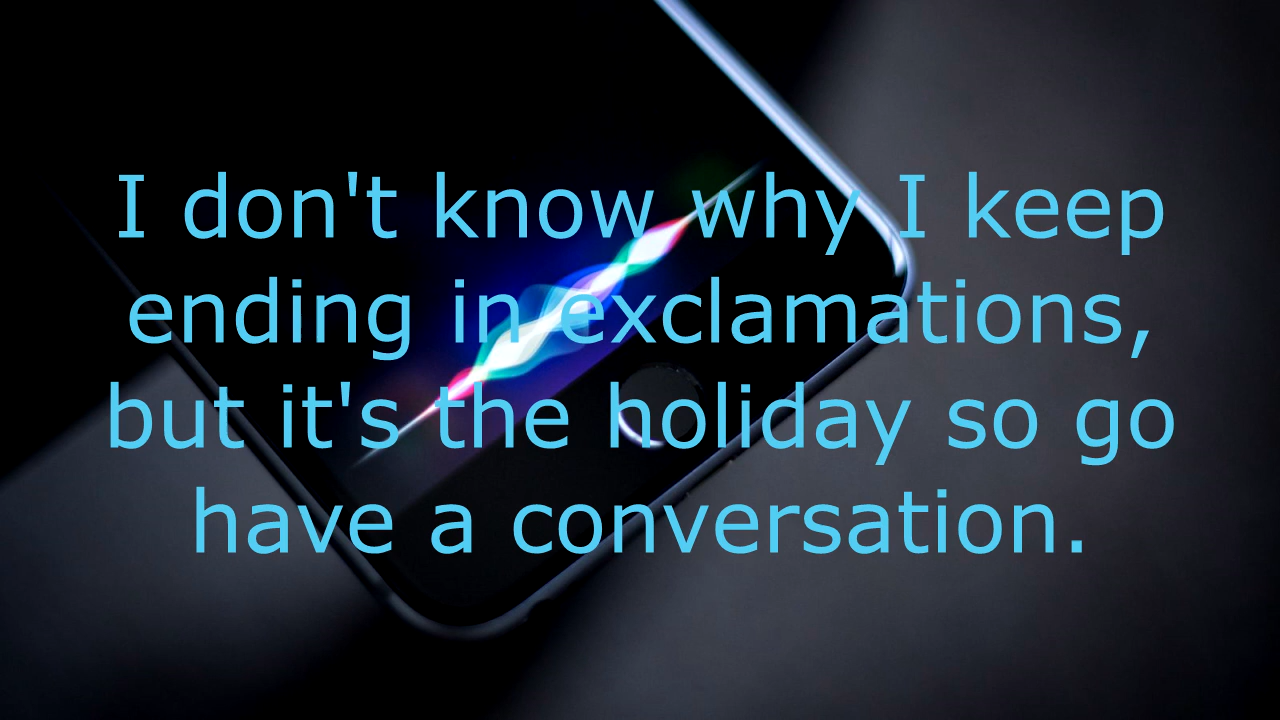 I don't know why I keep
ending in exclamations,
but it's the holiday so go
have a conversation.